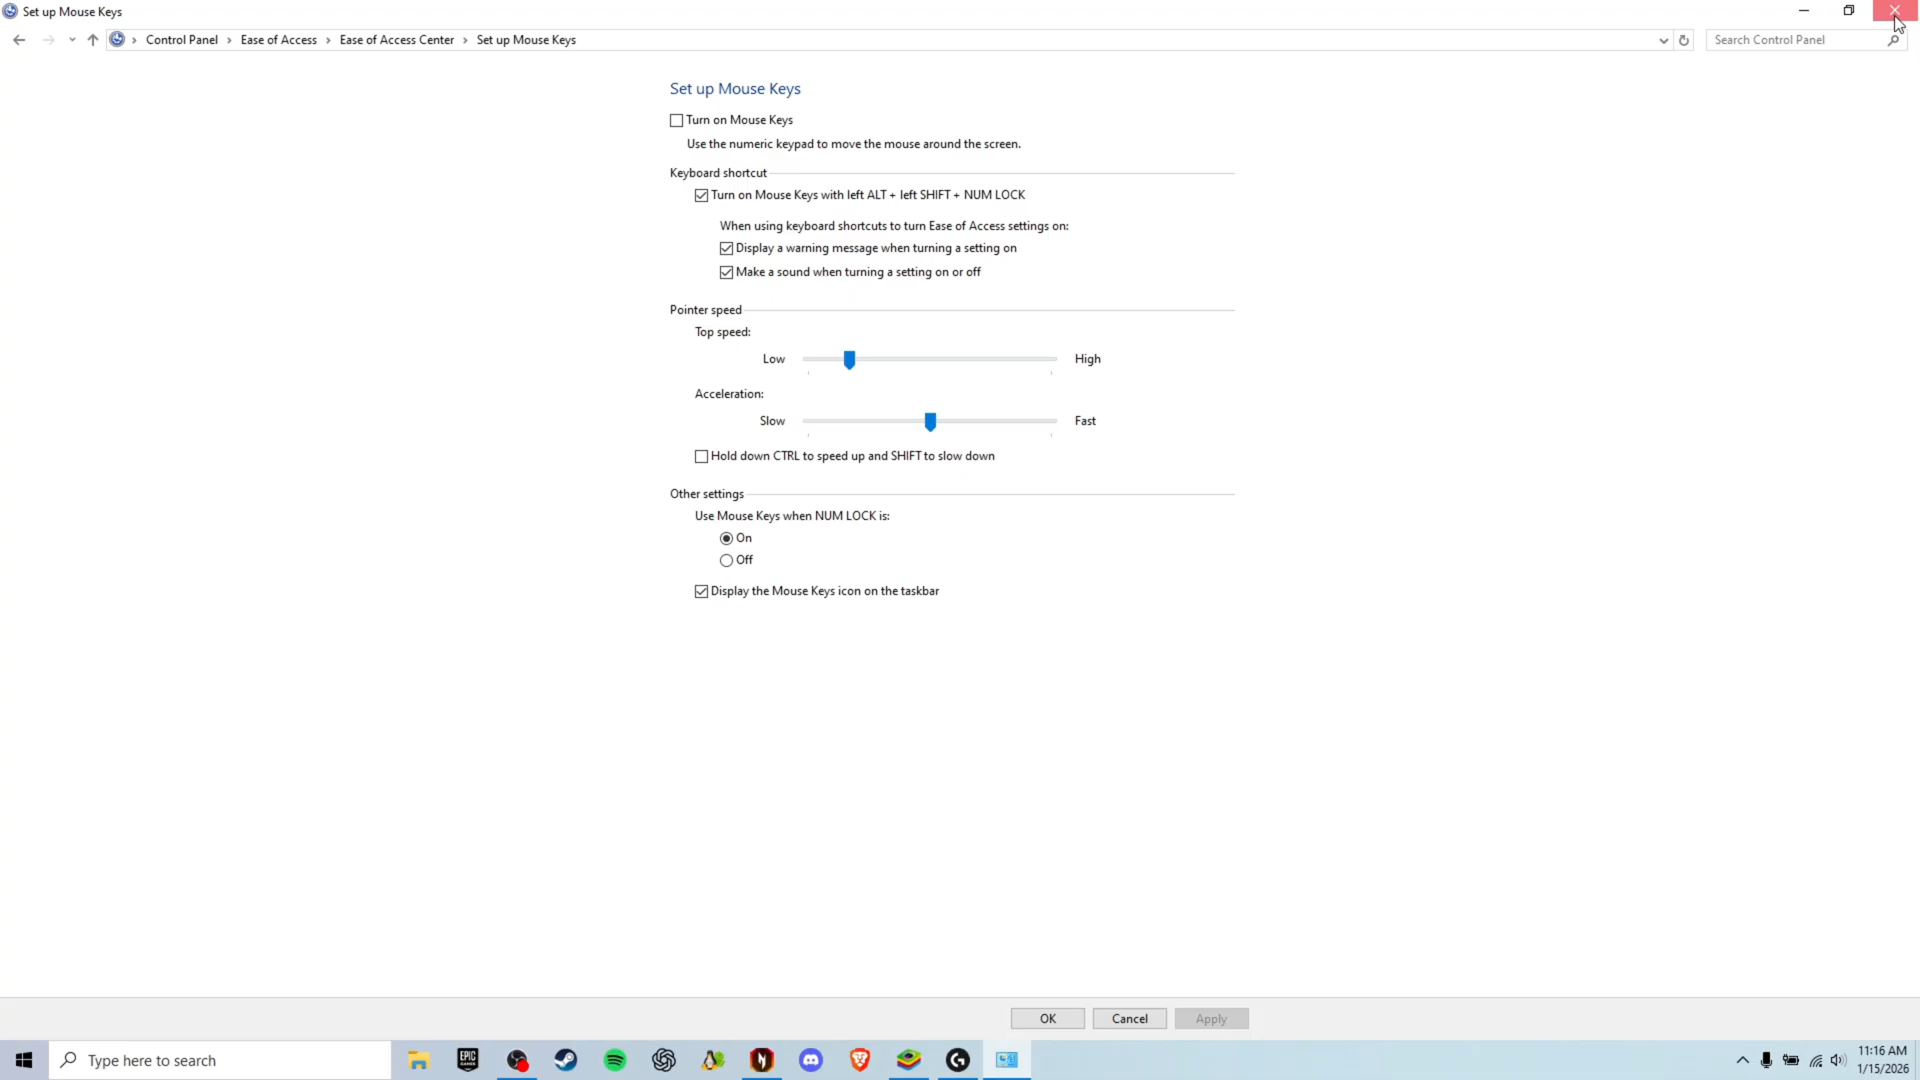 Set up Mouse Keys
Control Panel > Ease of Access > Ease of Access Center > Set up Mouse Keys
Search Control Panel
Set up Mouse Keys
Turn on Mouse Keys
Use the numeric keypad to move the mouse around the screen.
Keyboard shortcut
Turn on Mouse Keys with left ALT + left SHIFT + NUM LOCK
When using keyboard shortcuts to turn Ease of Access settings on:
Display a warning message when turning a setting on
Make a sound when turning a setting on or off
Pointer speed
Top speed:
Low High
Acceleration:
Slow Fast
Hold down CTRL to speed up and SHIFT to slow down
Other settings
Use Mouse Keys when NUM LOCK is:
On
Off
Display the Mouse Keys icon on the taskbar
OK Cancel Apply
Type here to search
EPIC
GAMES
11:16 AM
1/15/2026